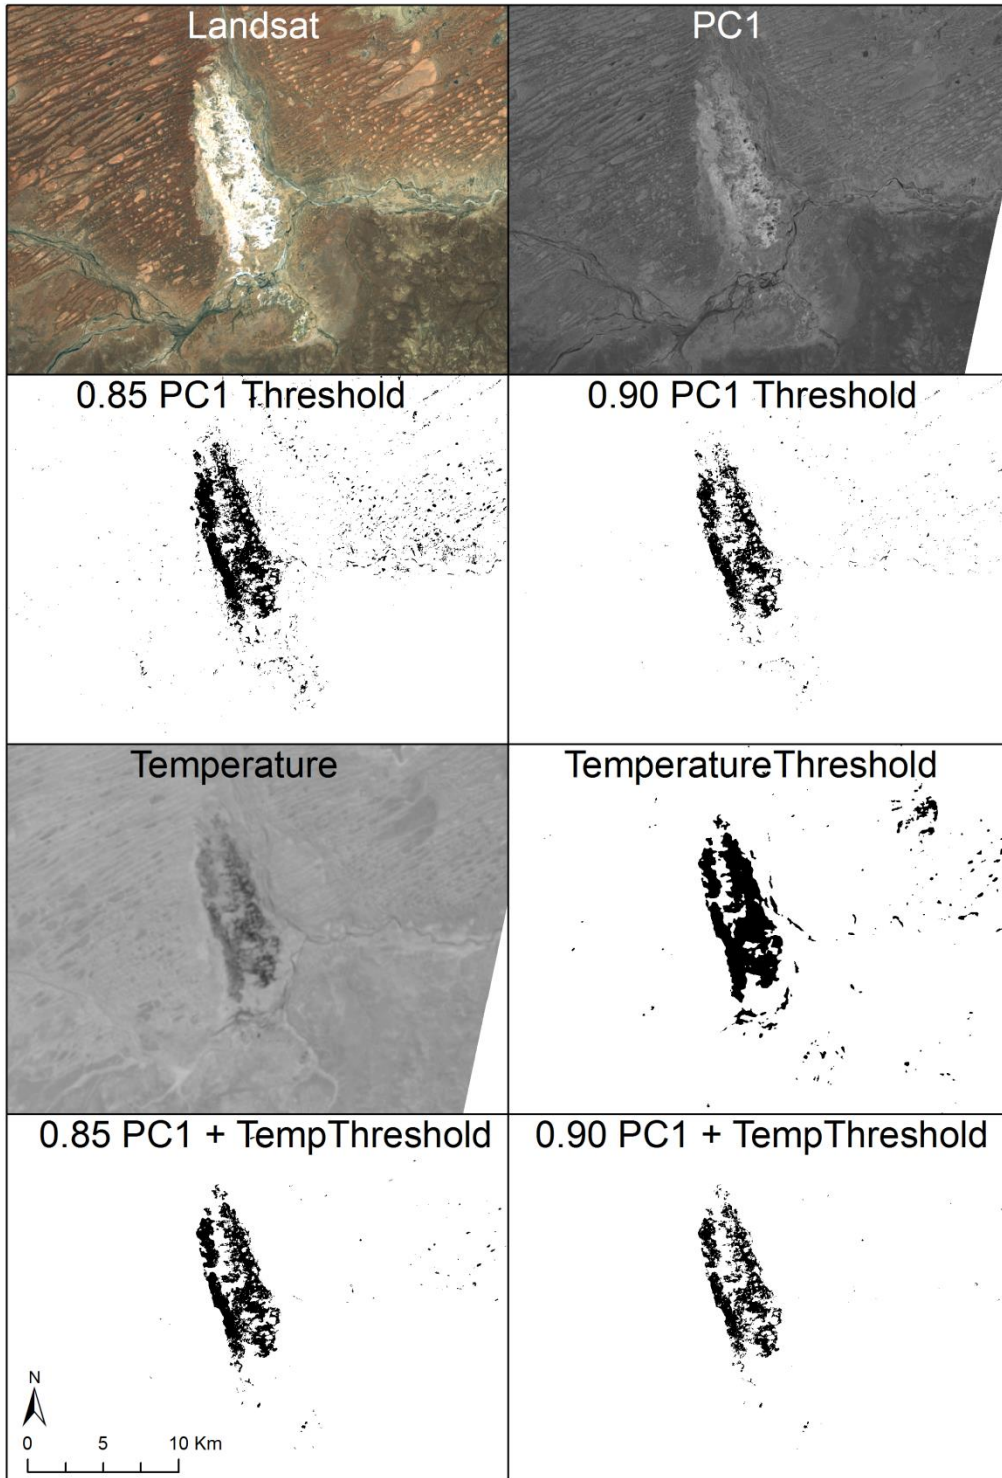 Landsat
PC1
0.85 PC1 Threshold
0.90 PC1 Threshold
Temperature
TemperatureThreshold
0.85 PC1 + TempThreshold
0.90 PC1 + TempThreshold
N
0 5 10 Km